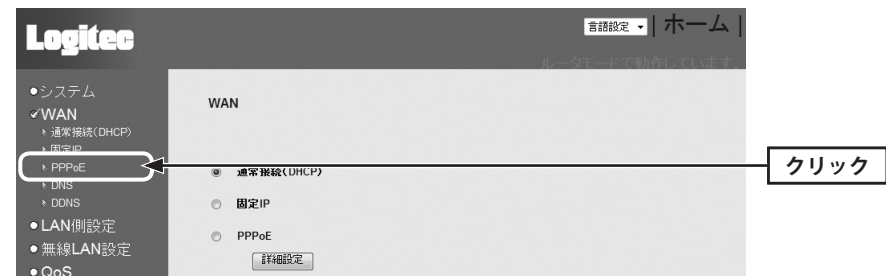 Logitec
言語設定 | ホーム |
ルータモードで動作しています。
●システム
WAN
通常接続(DHCP)
固定IP
PPPoE
DNS
DDNS
●LAN側設定
●無線LAN設定
●QoS
WAN
通常接続(DHCP)
固定IP
PPPoE
詳細設定
クリック